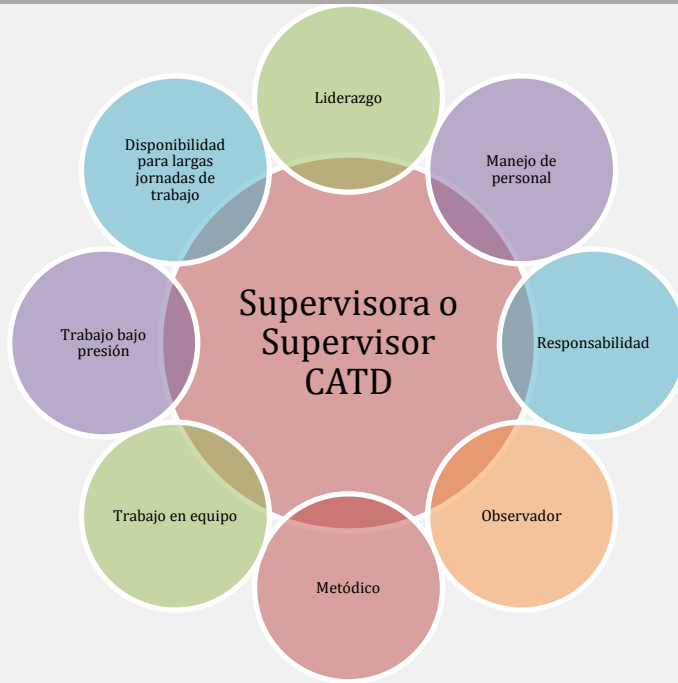 Liderazgo
Disponibilidad
para largas
jornadas de
trabajo
Manejo de
personal
Supervisora o
Supervisor
CATD
Trabajo bajo
presión
Responsabilidad
Trabajo en equipo
Observador
Metódico